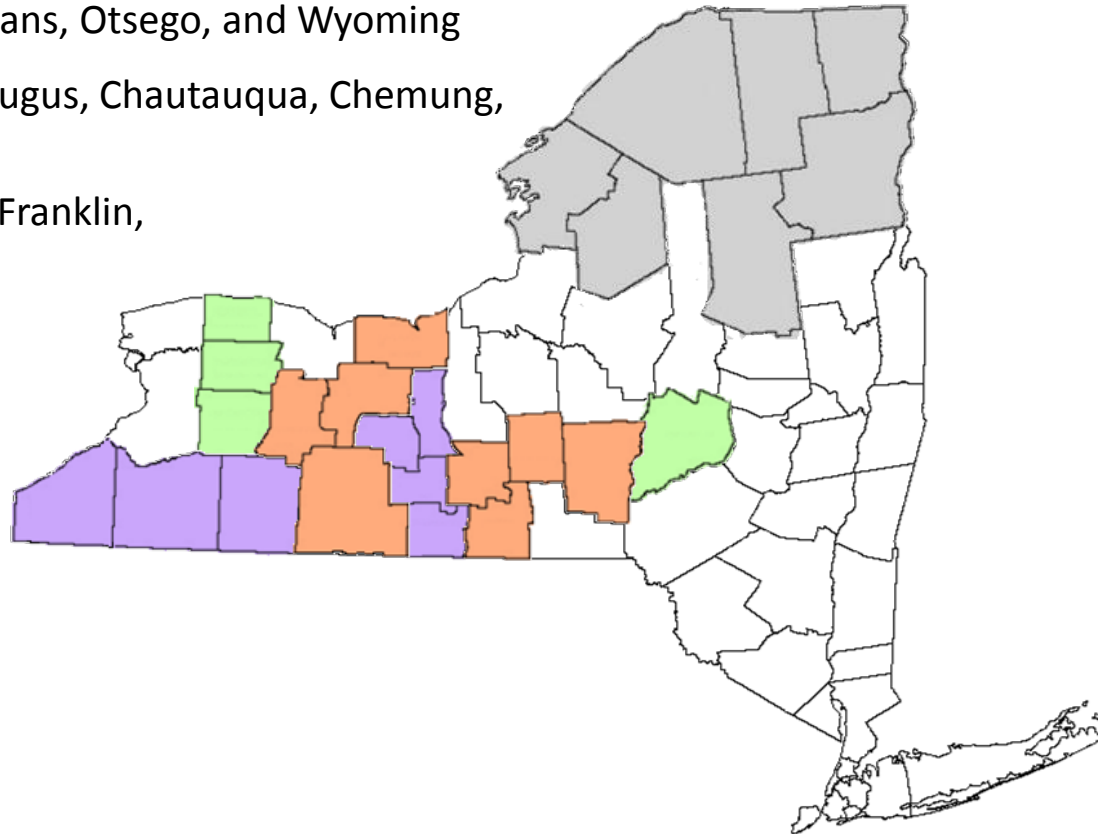 ans, Otsego, and Wyoming
ugus, Chautauqua, Chemung,
Franklin,